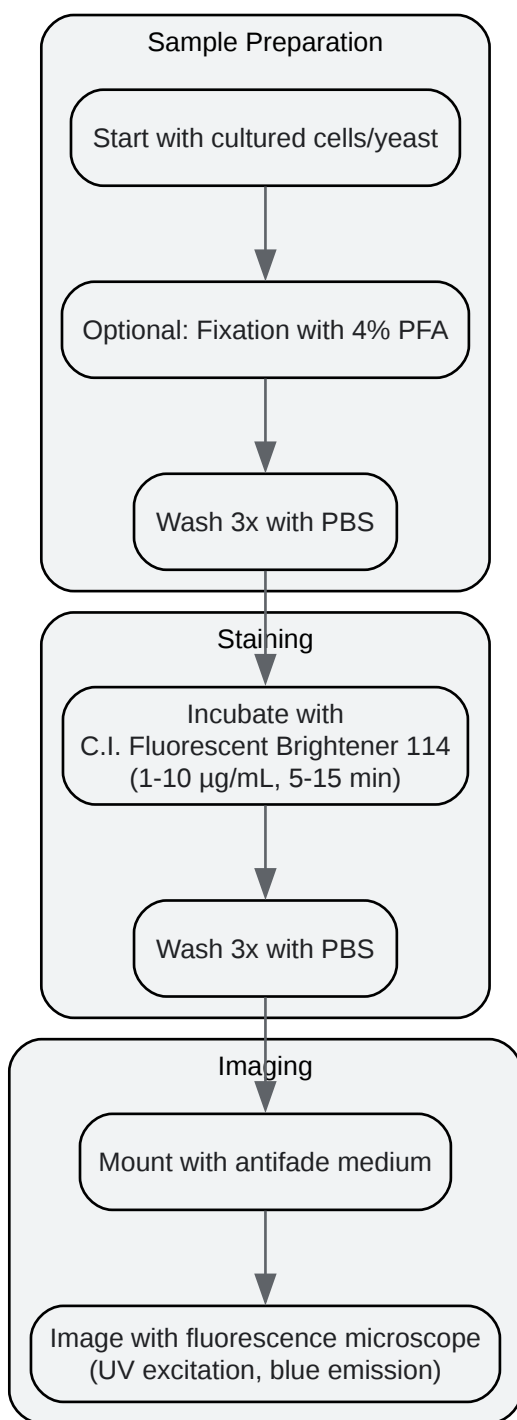 Sample Preparation
Start with cultured cells/yeast
Optional: Fixation with 4% PFA
Wash 3x with PBS
Staining
Incubate with
C.I. Fluorescent Brightener 114
(1-10 µg/mL, 5-15 min)
Wash 3x with PBS
Imaging
Mount with antifade medium
Image with fluorescence microscope
(UV excitation, blue emission)